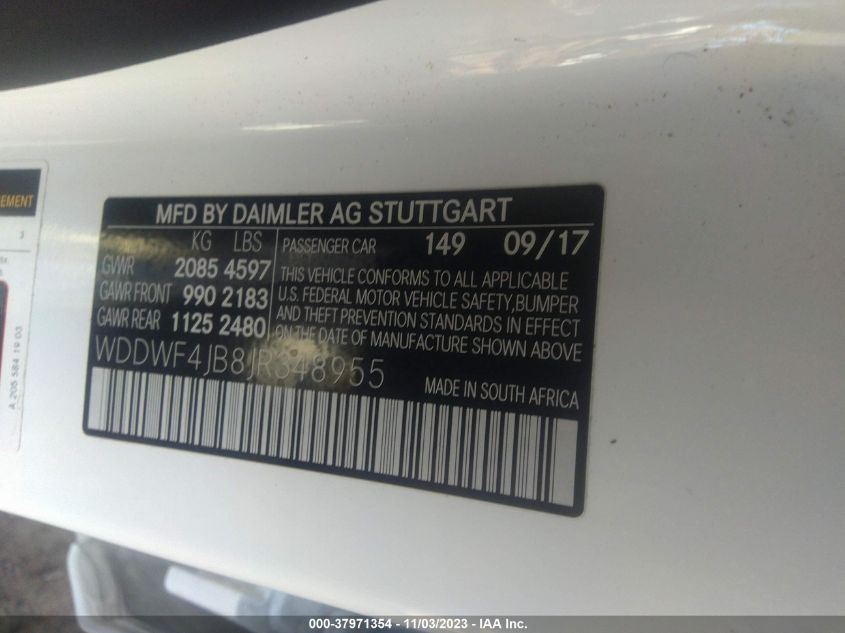 EMENT
3
A 205 584 19 03
MFD BY DAIMLER AG STUTTGART
KG LBS
GVWR 2085 4597
GAWR FRONT 990 2183
GAWR REAR 1125 2480
PASSENGER CAR 149 09/17
THIS VEHICLE CONFORMS TO ALL APPLICABLE
U.S. FEDERAL MOTOR VEHICLE SAFETY,BUMPER
AND THEFT PREVENTION STANDARDS IN EFFECT
ON THE DATE OF MANUFACTURE SHOWN ABOVE
WDDWF4JB8JR348955
MADE IN SOUTH AFRICA
000-37971354 - 11/03/2023 - IAA Inc.